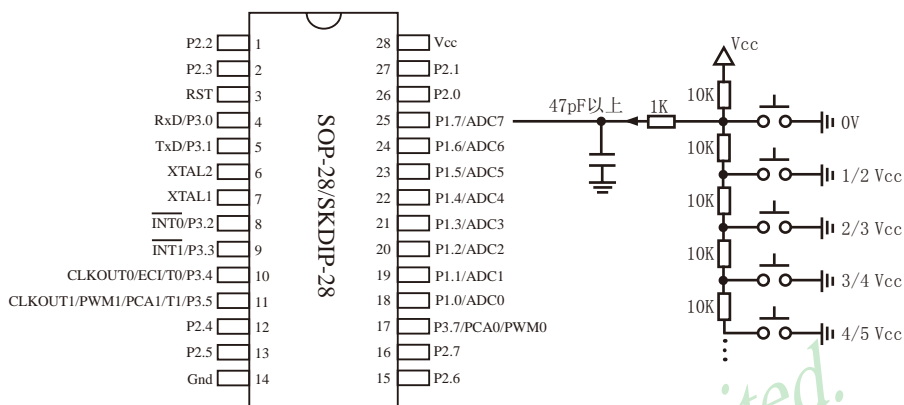 P2.2
P2.3
RST
RxD/P3.0
TxD/P3.1
XTAL2
XTAL1
INT0/P3.2
INT1/P3.3
CLKOUT0/ECI/T0/P3.4
CLKOUT1/PWM1/PCA1/T1/P3.5
P2.4
P2.5
Gnd
1
2
3
4
5
6
7
8
9
10
11
12
13
14
SOP-28/SKDIP-28
28
27
26
25
24
23
22
21
20
19
18
17
16
15
Vcc
P2.1
P2.0
P1.7/ADC7
P1.6/ADC6
P1.5/ADC5
P1.4/ADC4
P1.3/ADC3
P1.2/ADC2
P1.1/ADC1
P1.0/ADC0
P3.7/PCA0/PWM0
P2.7
P2.6
47pF以上
1K
Vcc
10K
0V
10K
1/2 Vcc
10K
2/3 Vcc
10K
3/4 Vcc
10K
4/5 Vcc